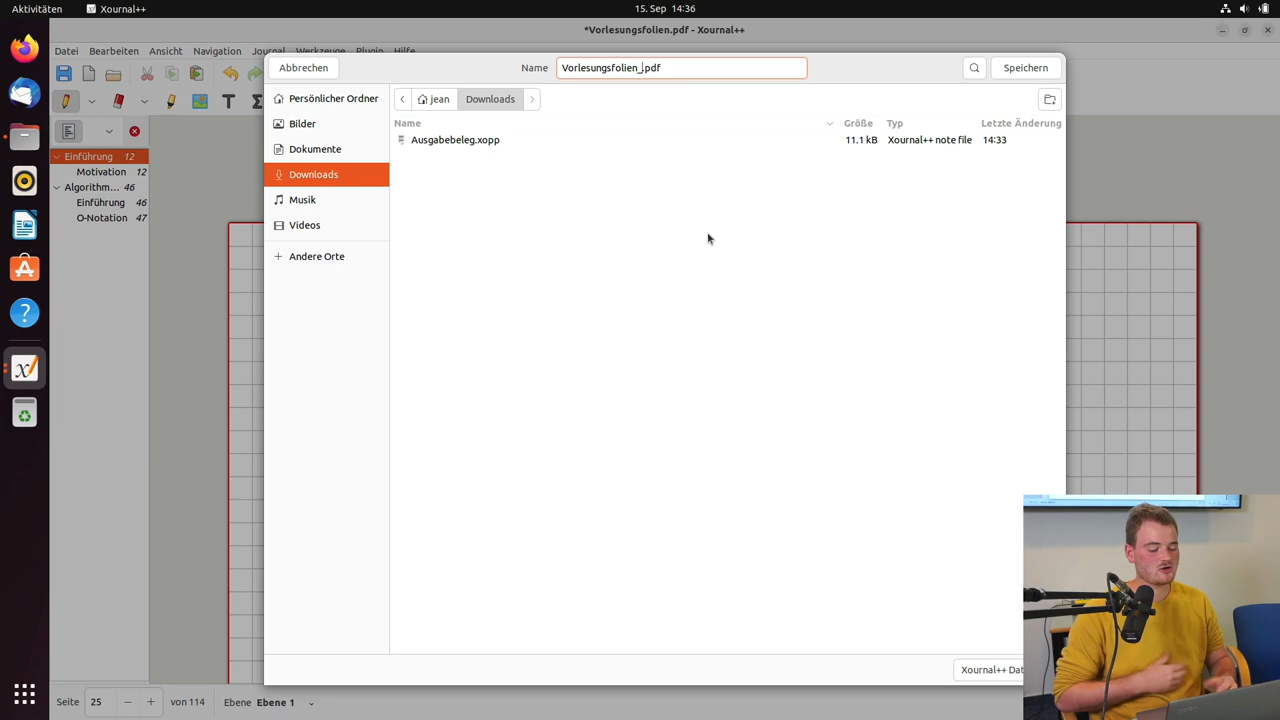 Aktivitäten
Xournal++
15. Sep 14:36
*Vorlesungsfolien.pdf - Xournal++
Datei Bearbeiten Ansicht Navigation Journal Werkzeuge Plugin Hilfe
Abbrechen
Name
Vorlesungsfolien_.pdf
Speichern
Persönlicher Ordner
Bilder
Dokumente
Downloads
Musik
Videos
Andere Orte
jean
Downloads
Name Größe Typ Letzte Änderung
Ausgabebeleg.xopp 11.1 kB Xournal++ note file 14:33
Einführung 12
Motivation 12
Algorithm... 46
Einführung 46
O-Notation 47
Xournal++ Dat
Seite 25 von 114 Ebene Ebene 1